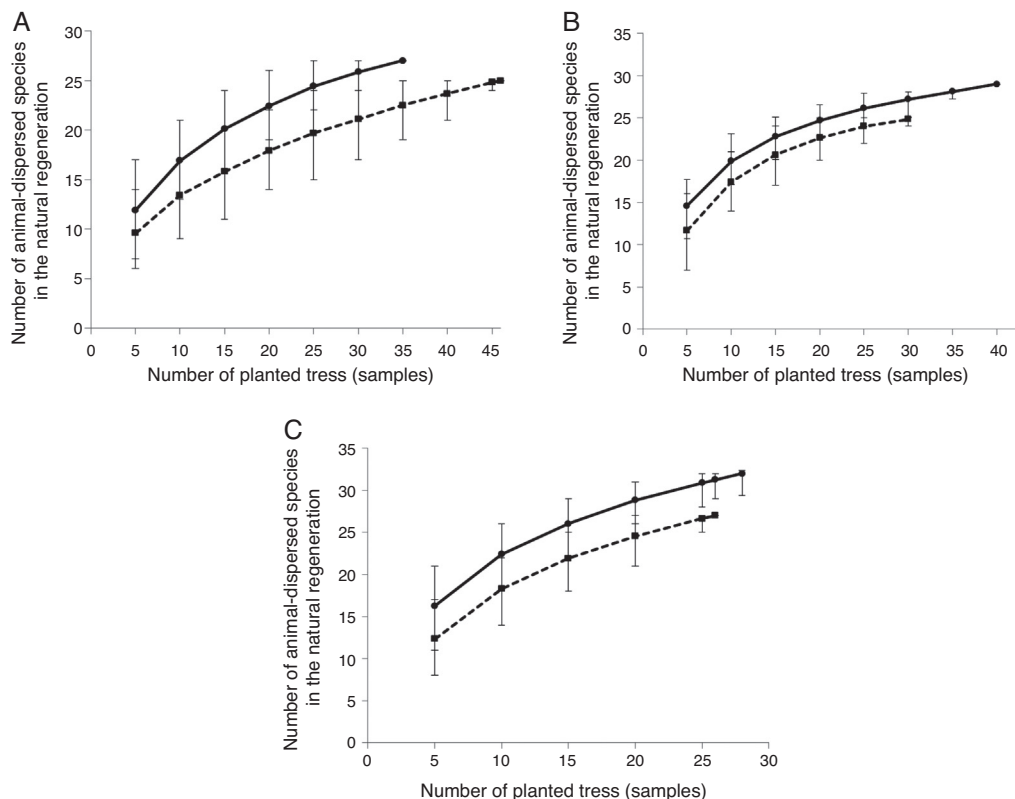 A
Number of animal-dispersed species
in the natural regeneration
30
25
20
15
10
5
0
0 5 10 15 20 25 30 35 40 45
Number of planted tress (samples)
B
Number of animal-dispersed species
in the natural regeneration
35
30
25
20
15
10
5
0
0 5 10 15 20 25 30 35 40
Number of planted tress (samples)
C
Number of animal-dispersed species
in the natural regeneration
35
30
25
20
15
10
5
0
0 5 10 15 20 25 30
Number of planted tress (samples)